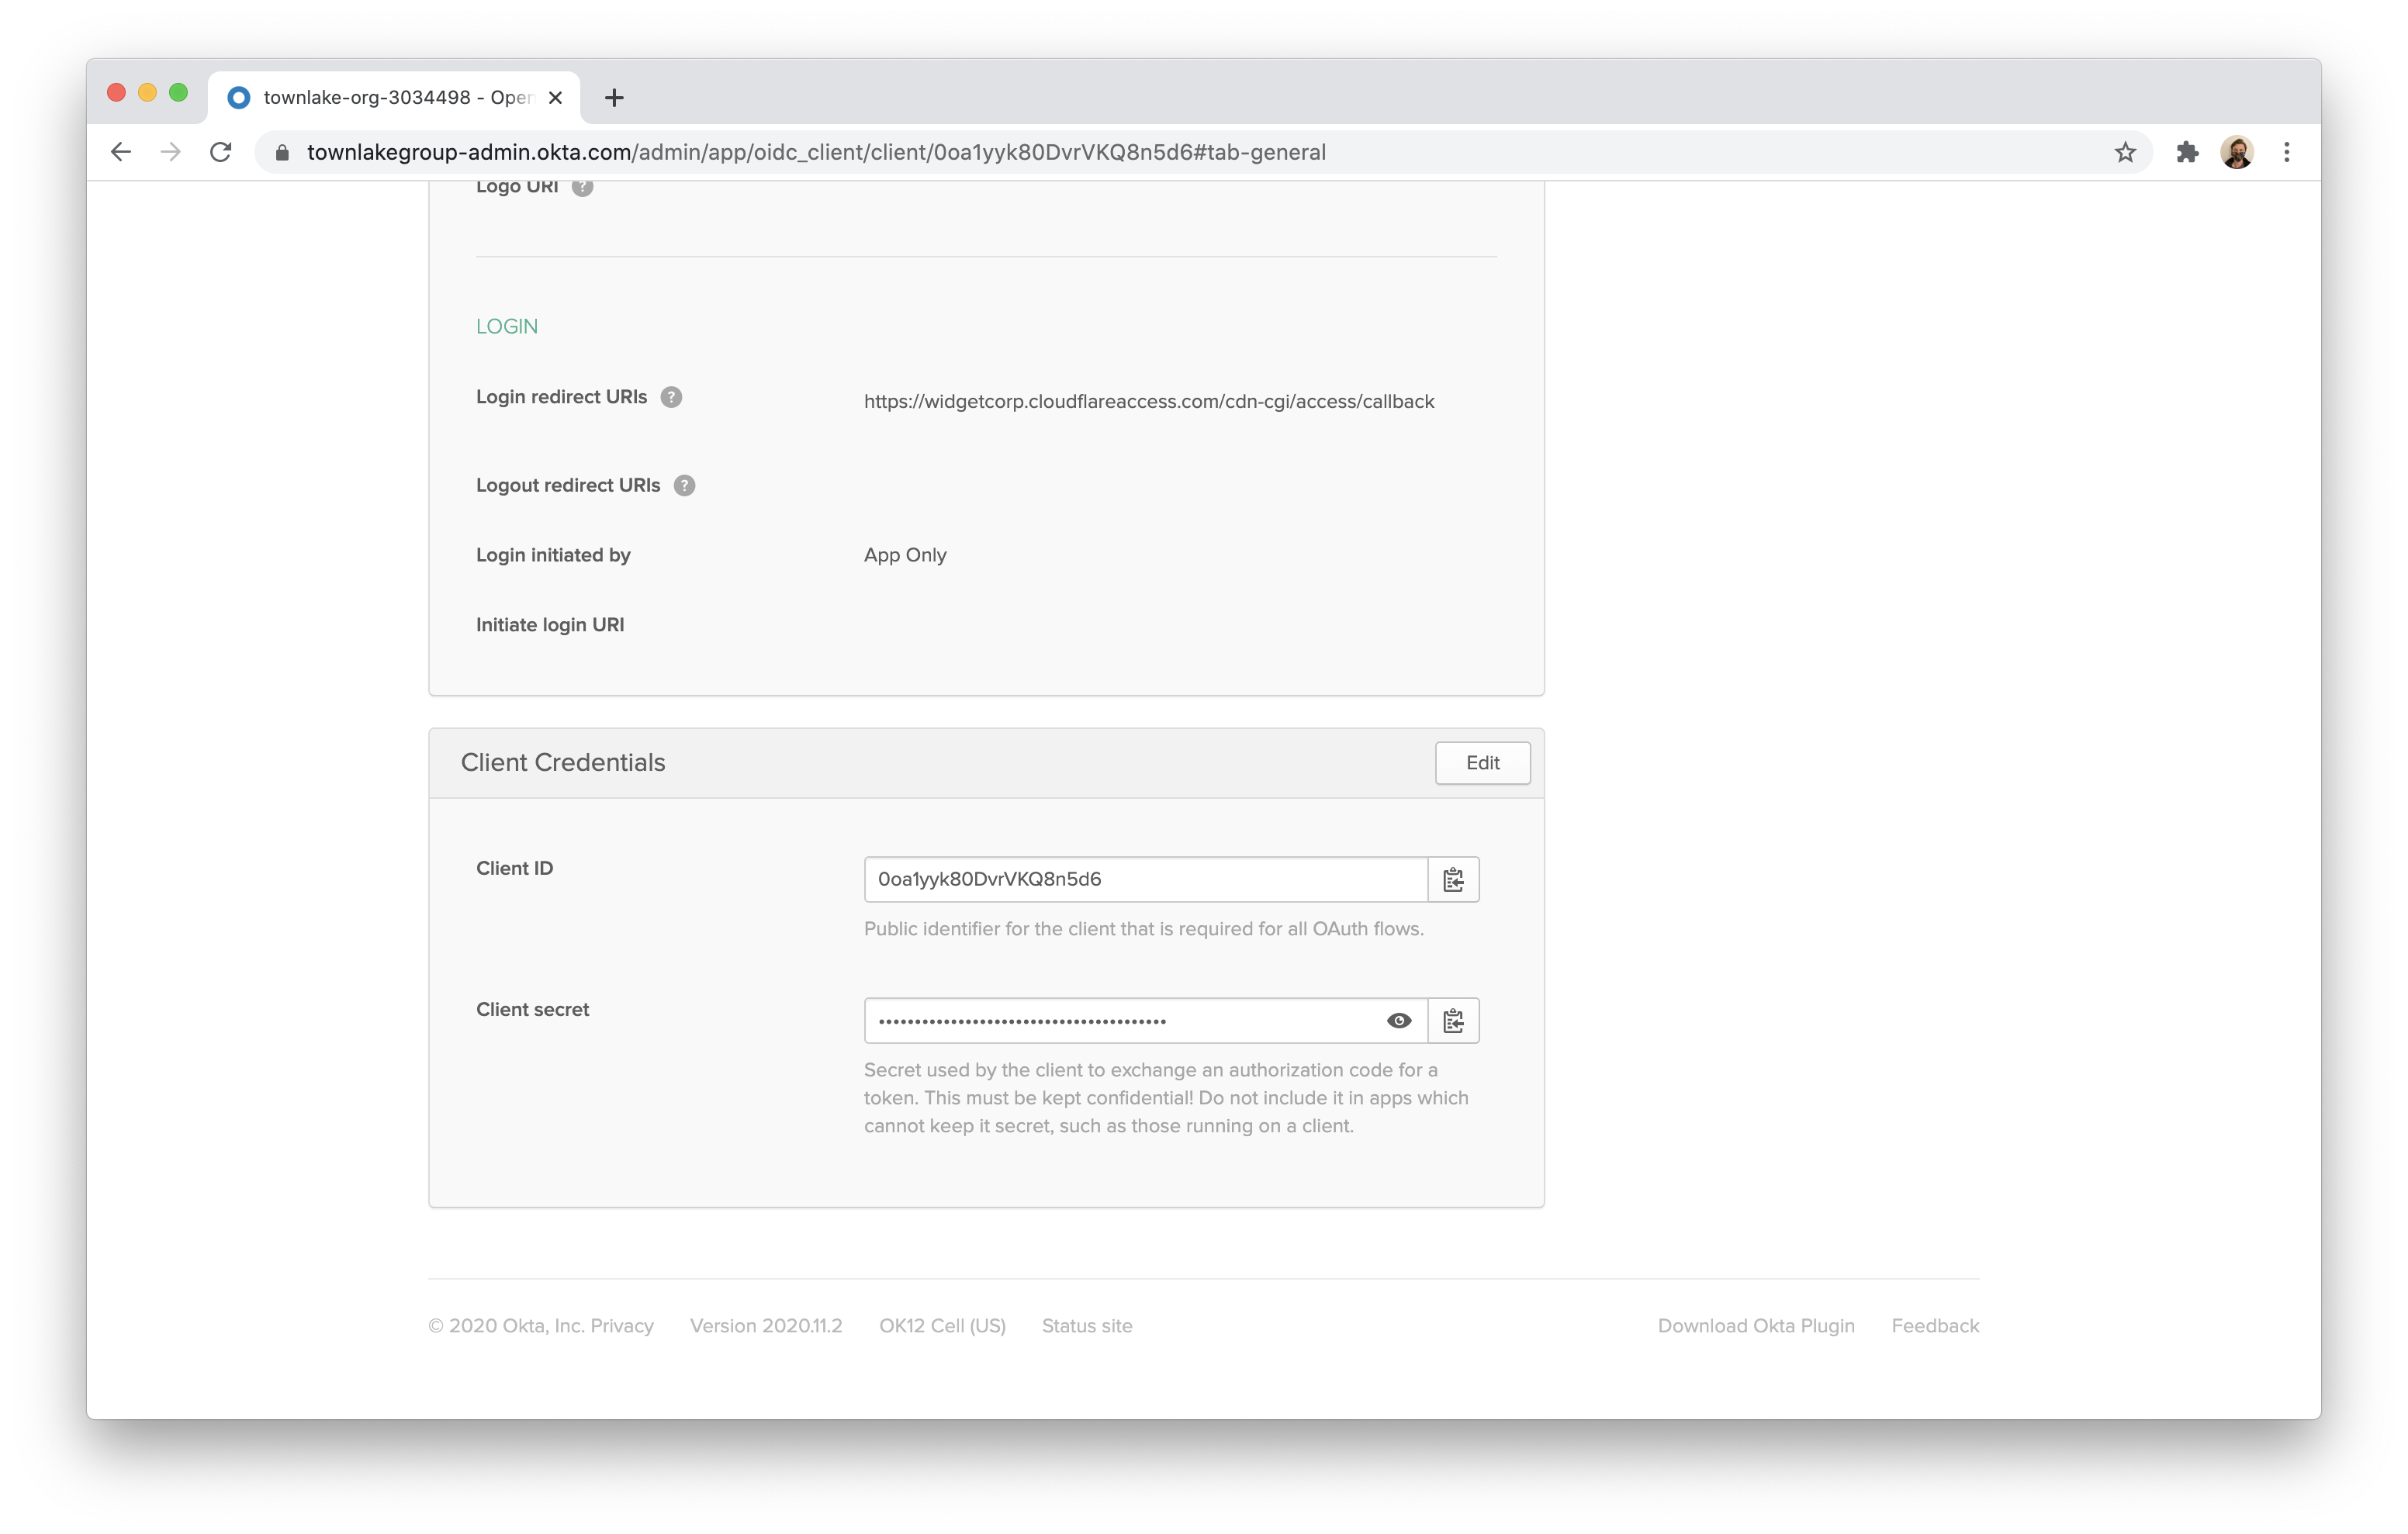 townlake-org-3034498 - Open
townlakegroup-admin.okta.com/admin/app/oidc_client/client/0oa1yyk80DvrVKQ8n5d6#tab-general
Logo URI ?
LOGIN
Login redirect URIs ? https://widgetcorp.cloudflareaccess.com/cdn-cgi/access/callback
Logout redirect URIs ?
Login initiated by App Only
Initiate login URI
Client Credentials Edit
Client ID 0oa1yyk80DvrVKQ8n5d6
Public identifier for the client that is required for all OAuth flows.
Client secret ••••••••••••••••••••••••••••••••••••••••
Secret used by the client to exchange an authorization code for a
token. This must be kept confidential! Do not include it in apps which
cannot keep it secret, such as those running on a client.
© 2020 Okta, Inc. Privacy Version 2020.11.2 OK12 Cell (US) Status site Download Okta Plugin Feedback